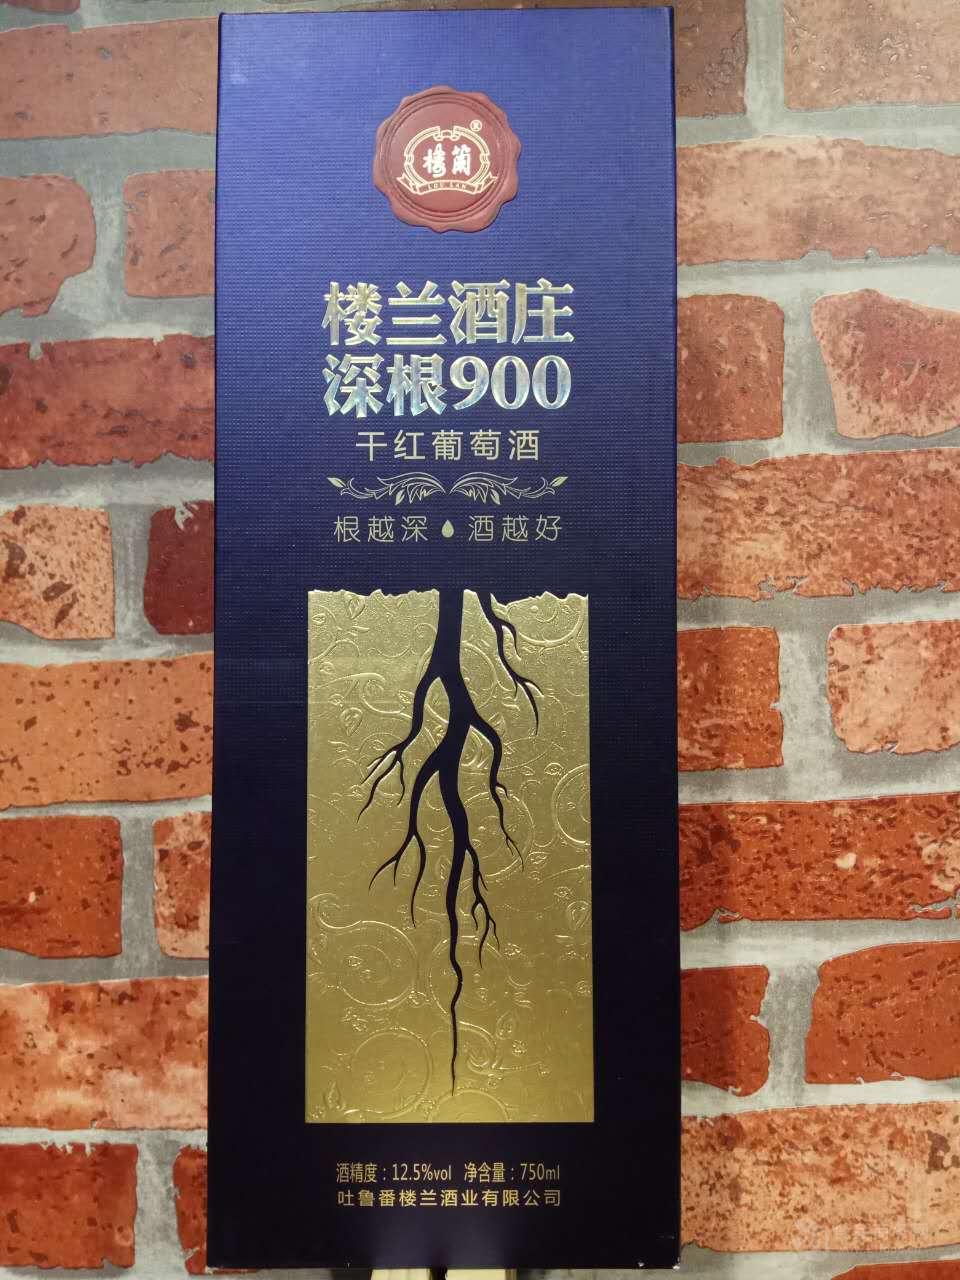 楼蘭®
LOU LAN
楼兰酒庄
深根900
干红葡萄酒
根越深 酒越好
酒精度：12.5%vol 净含量：750ml
吐鲁番楼兰酒业有限公司